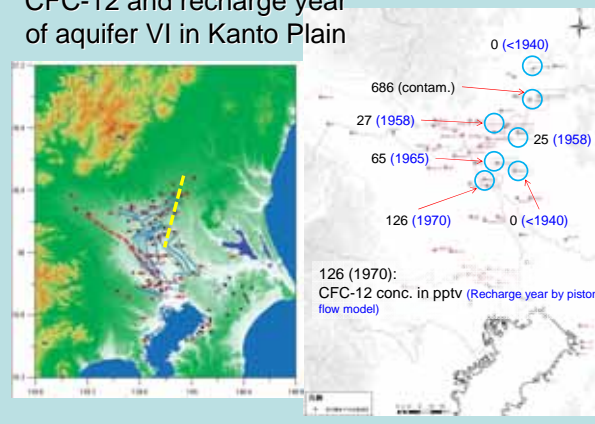 CFC-12 and recharge year
of aquifer VI in Kanto Plain
0 (<1940)
686 (contam.)
27 (1958)
25 (1958)
65 (1965)
126 (1970)
0 (<1940)
126 (1970):
CFC-12 conc. in pptv (Recharge year by piston
flow model)